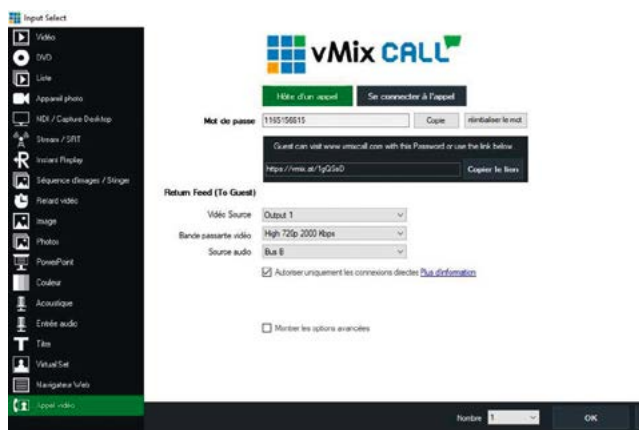 Input Select
Vidéo
DVD
Liste
Appareil photo
NDI / Capture Desktop
Stream / SRT
Instant Replay
Séquence d'images / Stinger
Retard vidéo
Image
Photos
PowerPoint
Couleur
Acoustique
Entrée audio
Titre
Virtual Set
Navigateur Web
Appel vidéo
vMix CALL
Hôte d'un appel
Se connecter à l'appel
Mot de passe
1165156615
Copie
réintialiser le mot
Guest can visit www.vmixcall.com with this Password or use the link below.
https://vmix.at/1gQSsD
Copier le lien
Return Feed (To Guest)
Vidéo Source
Output 1
Bande passante vidéo
High 720p 2000 Kbps
Source audio
Bus B
Autoriser uniquement les connexions directes Plus d'information
Montrer les options avancées
Nombre
1
OK